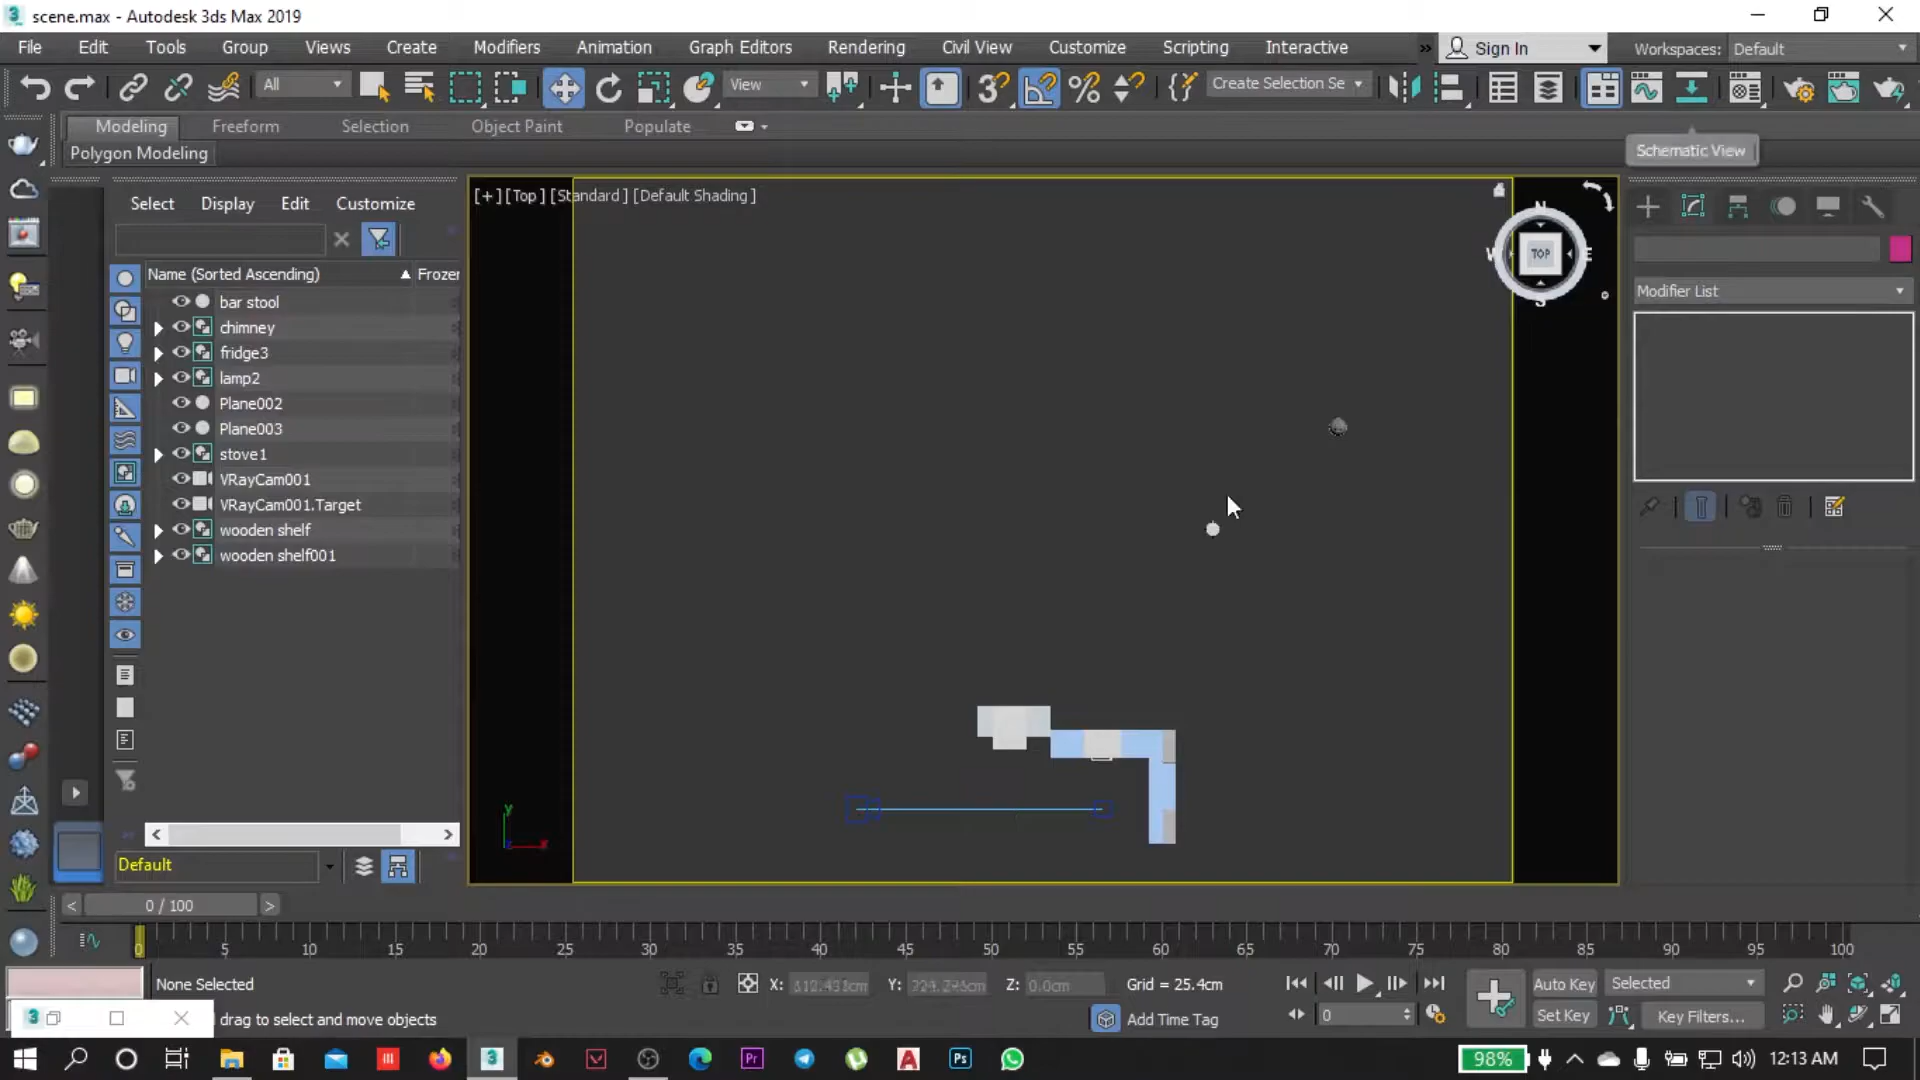 scene.max - Autodesk 3ds Max 2019
File Edit Tools Group Views Create Modifiers Animation Graph Editors Rendering Civil View Customize Scripting Interactive » Sign In Workspaces: Default
All View 3 % Create Selection Se
Modeling Freeform Selection Object Paint Populate
Polygon Modeling
Schematic View
Select Display Edit Customize
[+] [Top] [Standard] [Default Shading]
N
W TOP E
S
Name (Sorted Ascending) Frozen
Modifier List
bar stool
chimney
fridge3
lamp2
Plane002
Plane003
stove1
VRayCam001
VRayCam001.Target
wooden shelf
wooden shelf001
y
x
Default
0 / 100
0 5 10 15 20 25 30 35 40 45 50 55 60 65 70 75 80 85 90 95 100
None Selected X: Y: Z: 0.0cm Grid = 25.4cm Auto Key Selected
drag to select and move objects Add Time Tag 0 Set Key Key Filters...
98% 12:13 AM